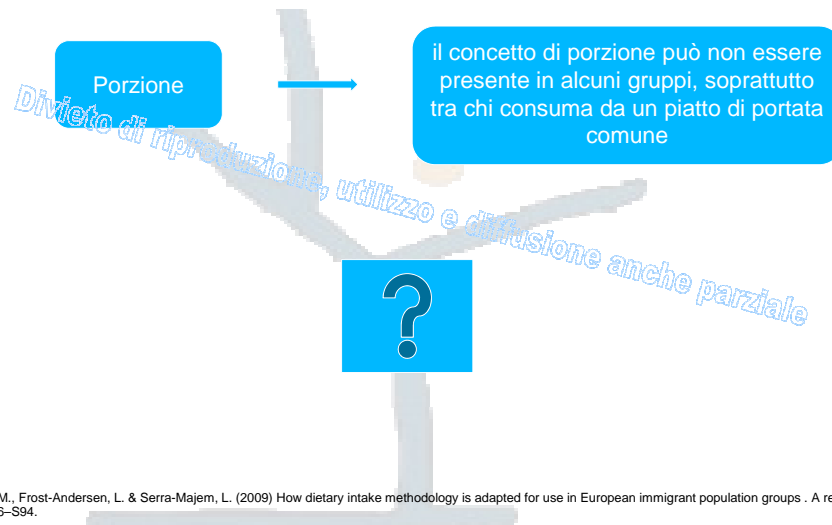 Porzione
il concetto di porzione può non essere
presente in alcuni gruppi, soprattutto
tra chi consuma da un piatto di portata
comune
Divieto di riproduzione, utilizzo e diffusione anche parziale
?
M., Frost-Andersen, L. & Serra-Majem, L. (2009) How dietary intake methodology is adapted for use in European immigrant population groups . A re
–S94.